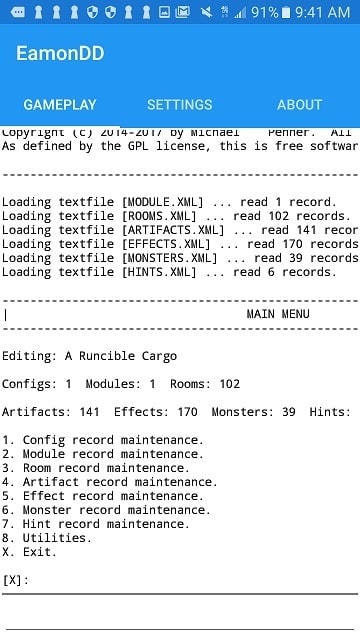 91% 9:41 AM
EamonDD
GAMEPLAY SETTINGS ABOUT
Copyright (c) 2014-2017 by Michael Penner. All
As defined by the GPL license, this is free softwar
------------------------------------------------
Loading textfile [MODULE.XML] ... read 1 record.
Loading textfile [ROOMS.XML] ... read 102 records.
Loading textfile [ARTIFACTS.XML] ... read 141 recor
Loading textfile [EFFECTS.XML] ... read 170 records
Loading textfile [MONSTERS.XML] ... read 39 records
Loading textfile [HINTS.XML] ... read 6 records.
------------------------------------------------
| MAIN MENU
------------------------------------------------
Editing: A Runcible Cargo
Configs: 1 Modules: 1 Rooms: 102
Artifacts: 141 Effects: 170 Monsters: 39 Hints:
1. Config record maintenance.
2. Module record maintenance.
3. Room record maintenance.
4. Artifact record maintenance.
5. Effect record maintenance.
6. Monster record maintenance.
7. Hint record maintenance.
8. Utilities.
X. Exit.
[X]: